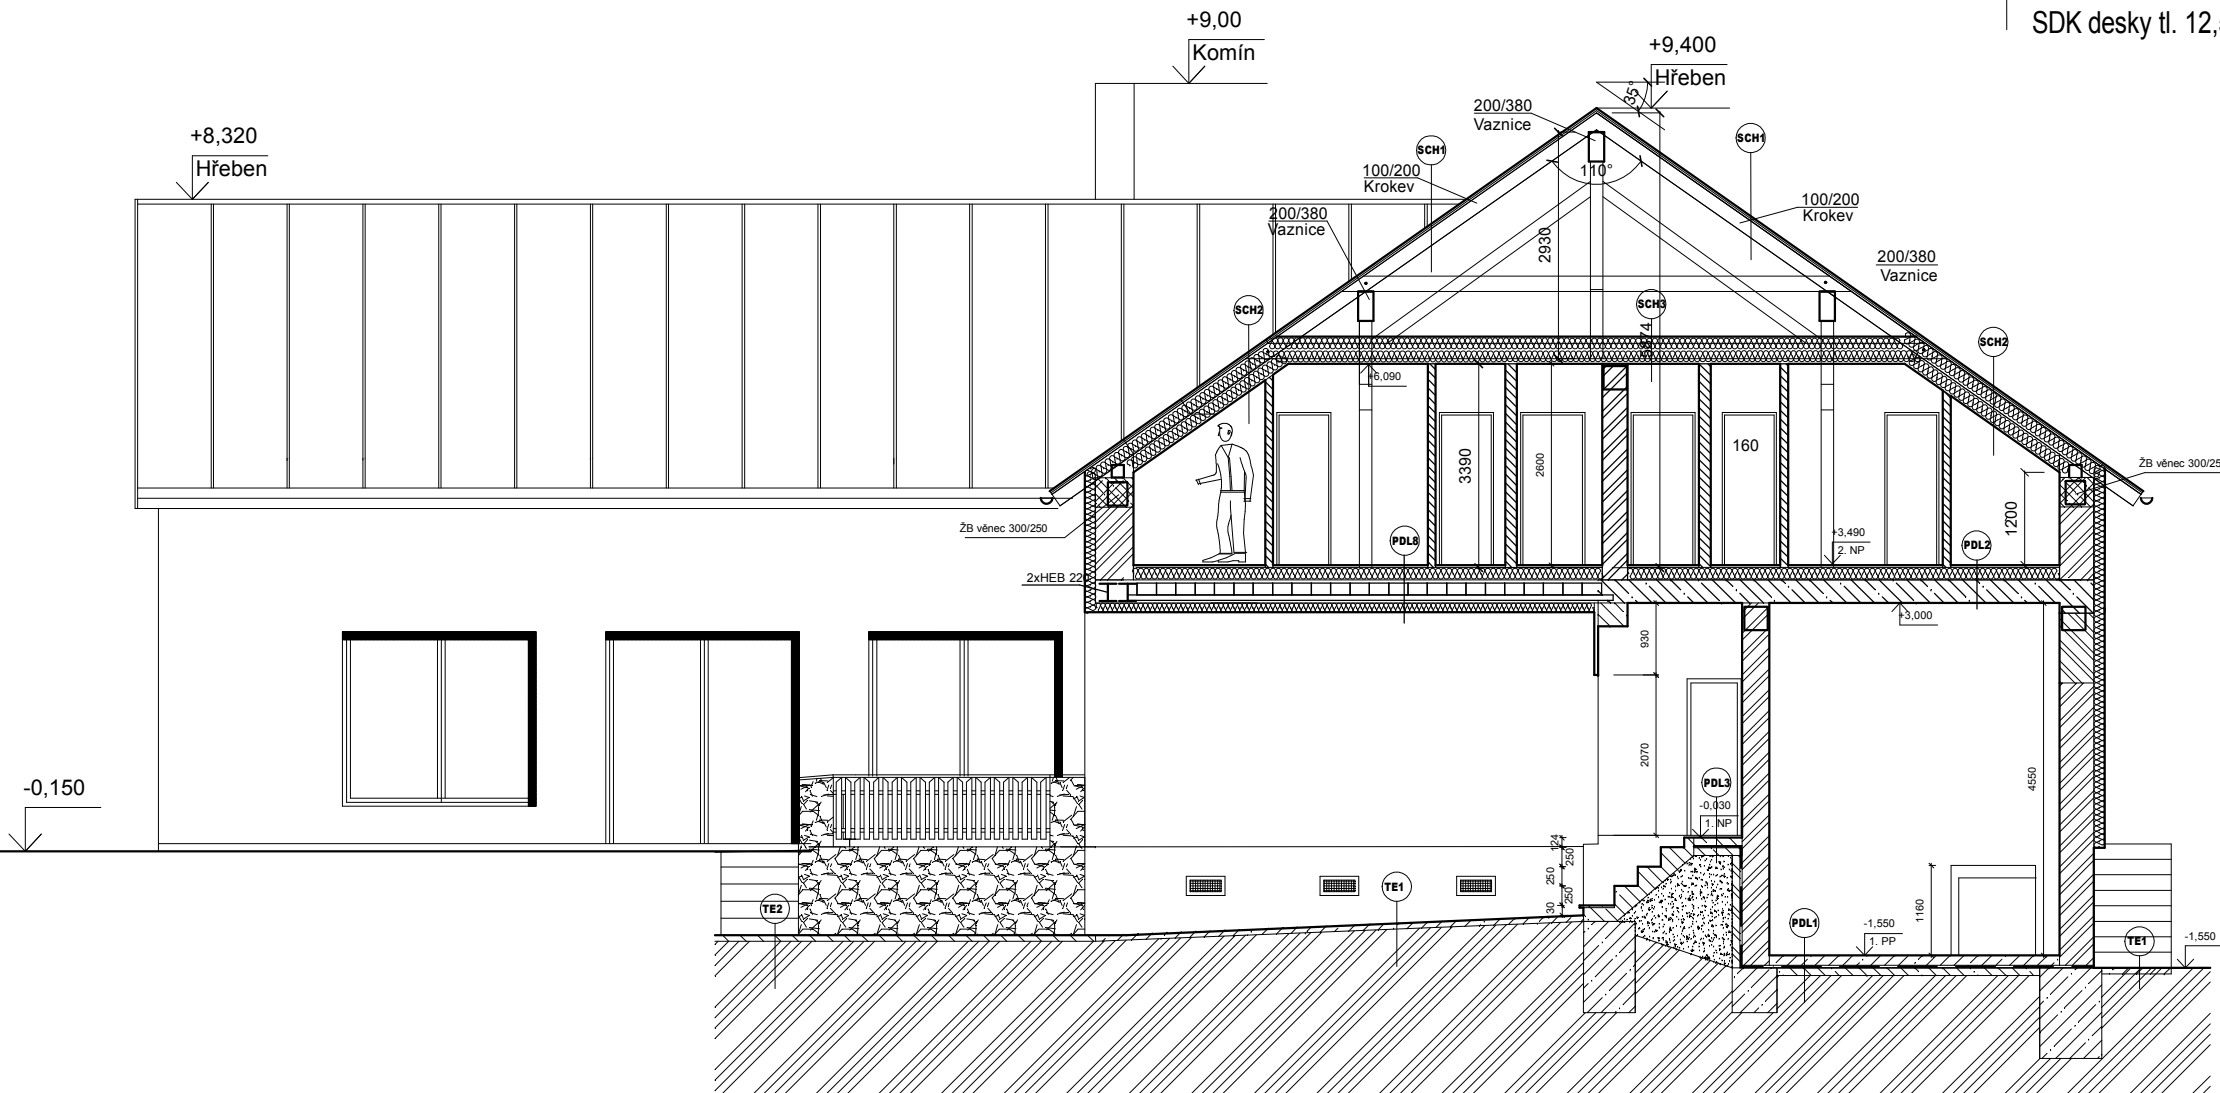 SDK desky tl. 12,
+9,00
Komín
+9,400
Hřeben
35°
+8,320
Hřeben
200/380
Vaznice
SCH1
SCH1
110°
100/200
Krokev
100/200
Krokev
200/380
Vaznice
2930
200/380
Vaznice
SCH2
SCH3
5874
SCH2
+6,090
3390
2600
160
1200
ŽB věnec 300/25
ŽB věnec 300/250
PDL8
+3,490
2. NP
PDL2
2xHEB 220
+3,000
930
2070
4550
-0,150
PDL3
-0,030
1. NP
124
250
250
250
30
TE1
TE2
1160
PDL1
-1,550
1. PP
TE1
-1,550